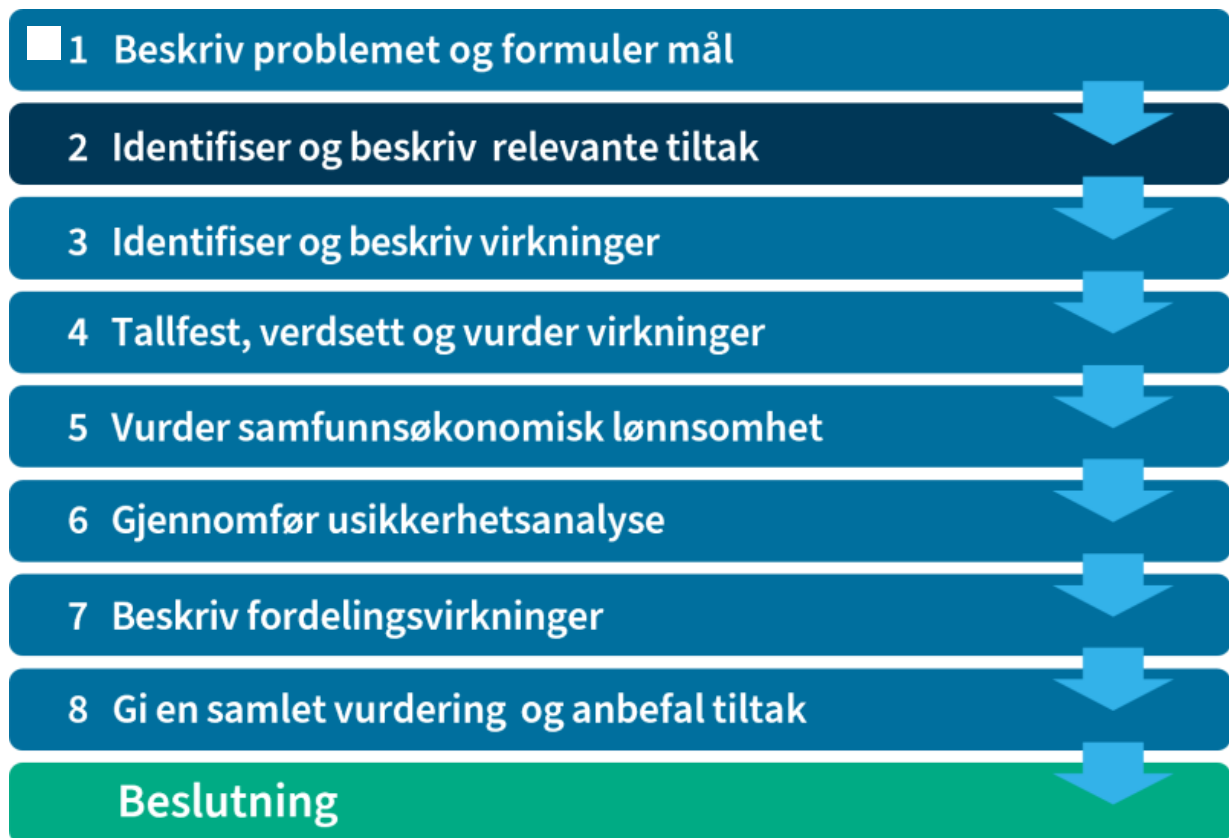 1 Beskriv problemet og formuler mål
2 Identifiser og beskriv relevante tiltak
3 Identifiser og beskriv virkninger
4 Tallfest, verdsett og vurder virkninger
5 Vurder samfunnsøkonomisk lønnsomhet
6 Gjennomfør usikkerhetsanalyse
7 Beskriv fordelingsvirkninger
8 Gi en samlet vurdering og anbefal tiltak
Beslutning